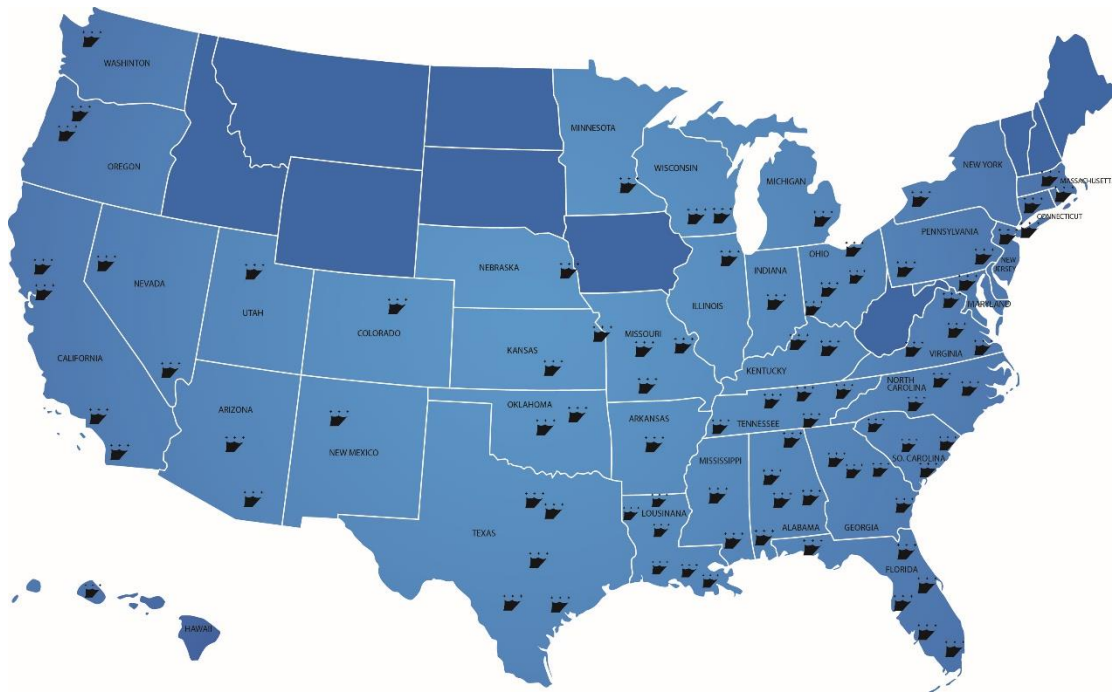 WASHINTON
OREGON
CALIFORNIA
NEVADA
UTAH
ARIZONA
COLORADO
NEW MEXICO
NEBRASKA
KANSAS
OKLAHOMA
TEXAS
MINNESOTA
WISCONSIN
MICHIGAN
ILLINOIS
INDIANA
OHIO
MISSOURI
KENTUCKY
ARKANSAS
TENNESSEE
MISSISSIPPI
LOUSINANA
ALABAMA
GEORGIA
FLORIDA
SO. CAROLINA
NORTH
CAROLINA
VIRGINIA
MARYLAND
PENNSYLVANIA
NEW
JERSEY
NEW YORK
CONNECTICUT
MASSACHUSETT
HAWAII